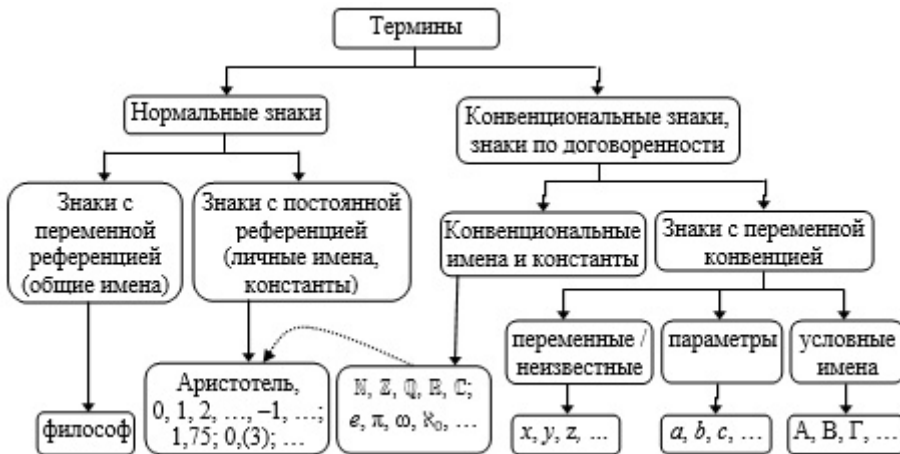 Термины
Нормальные знаки
Конвенциональные знаки,
знаки по договоренности
Знаки с
переменной
референцией
(общие имена)
Знаки с постоянной
референцией
(личные имена,
константы)
Конвенциональные
имена и константы
Знаки с переменной
конвенцией
переменные /
неизвестные
параметры
условные
имена
философ
Аристотель,
0, 1, 2, …, –1, …;
1,75; 0,(3); …
ℕ, ℤ, ℚ, ℝ, ℂ;
e, π, ω, ℵ₀, …
x, y, z, …
a, b, c, …
А, В, Г, …